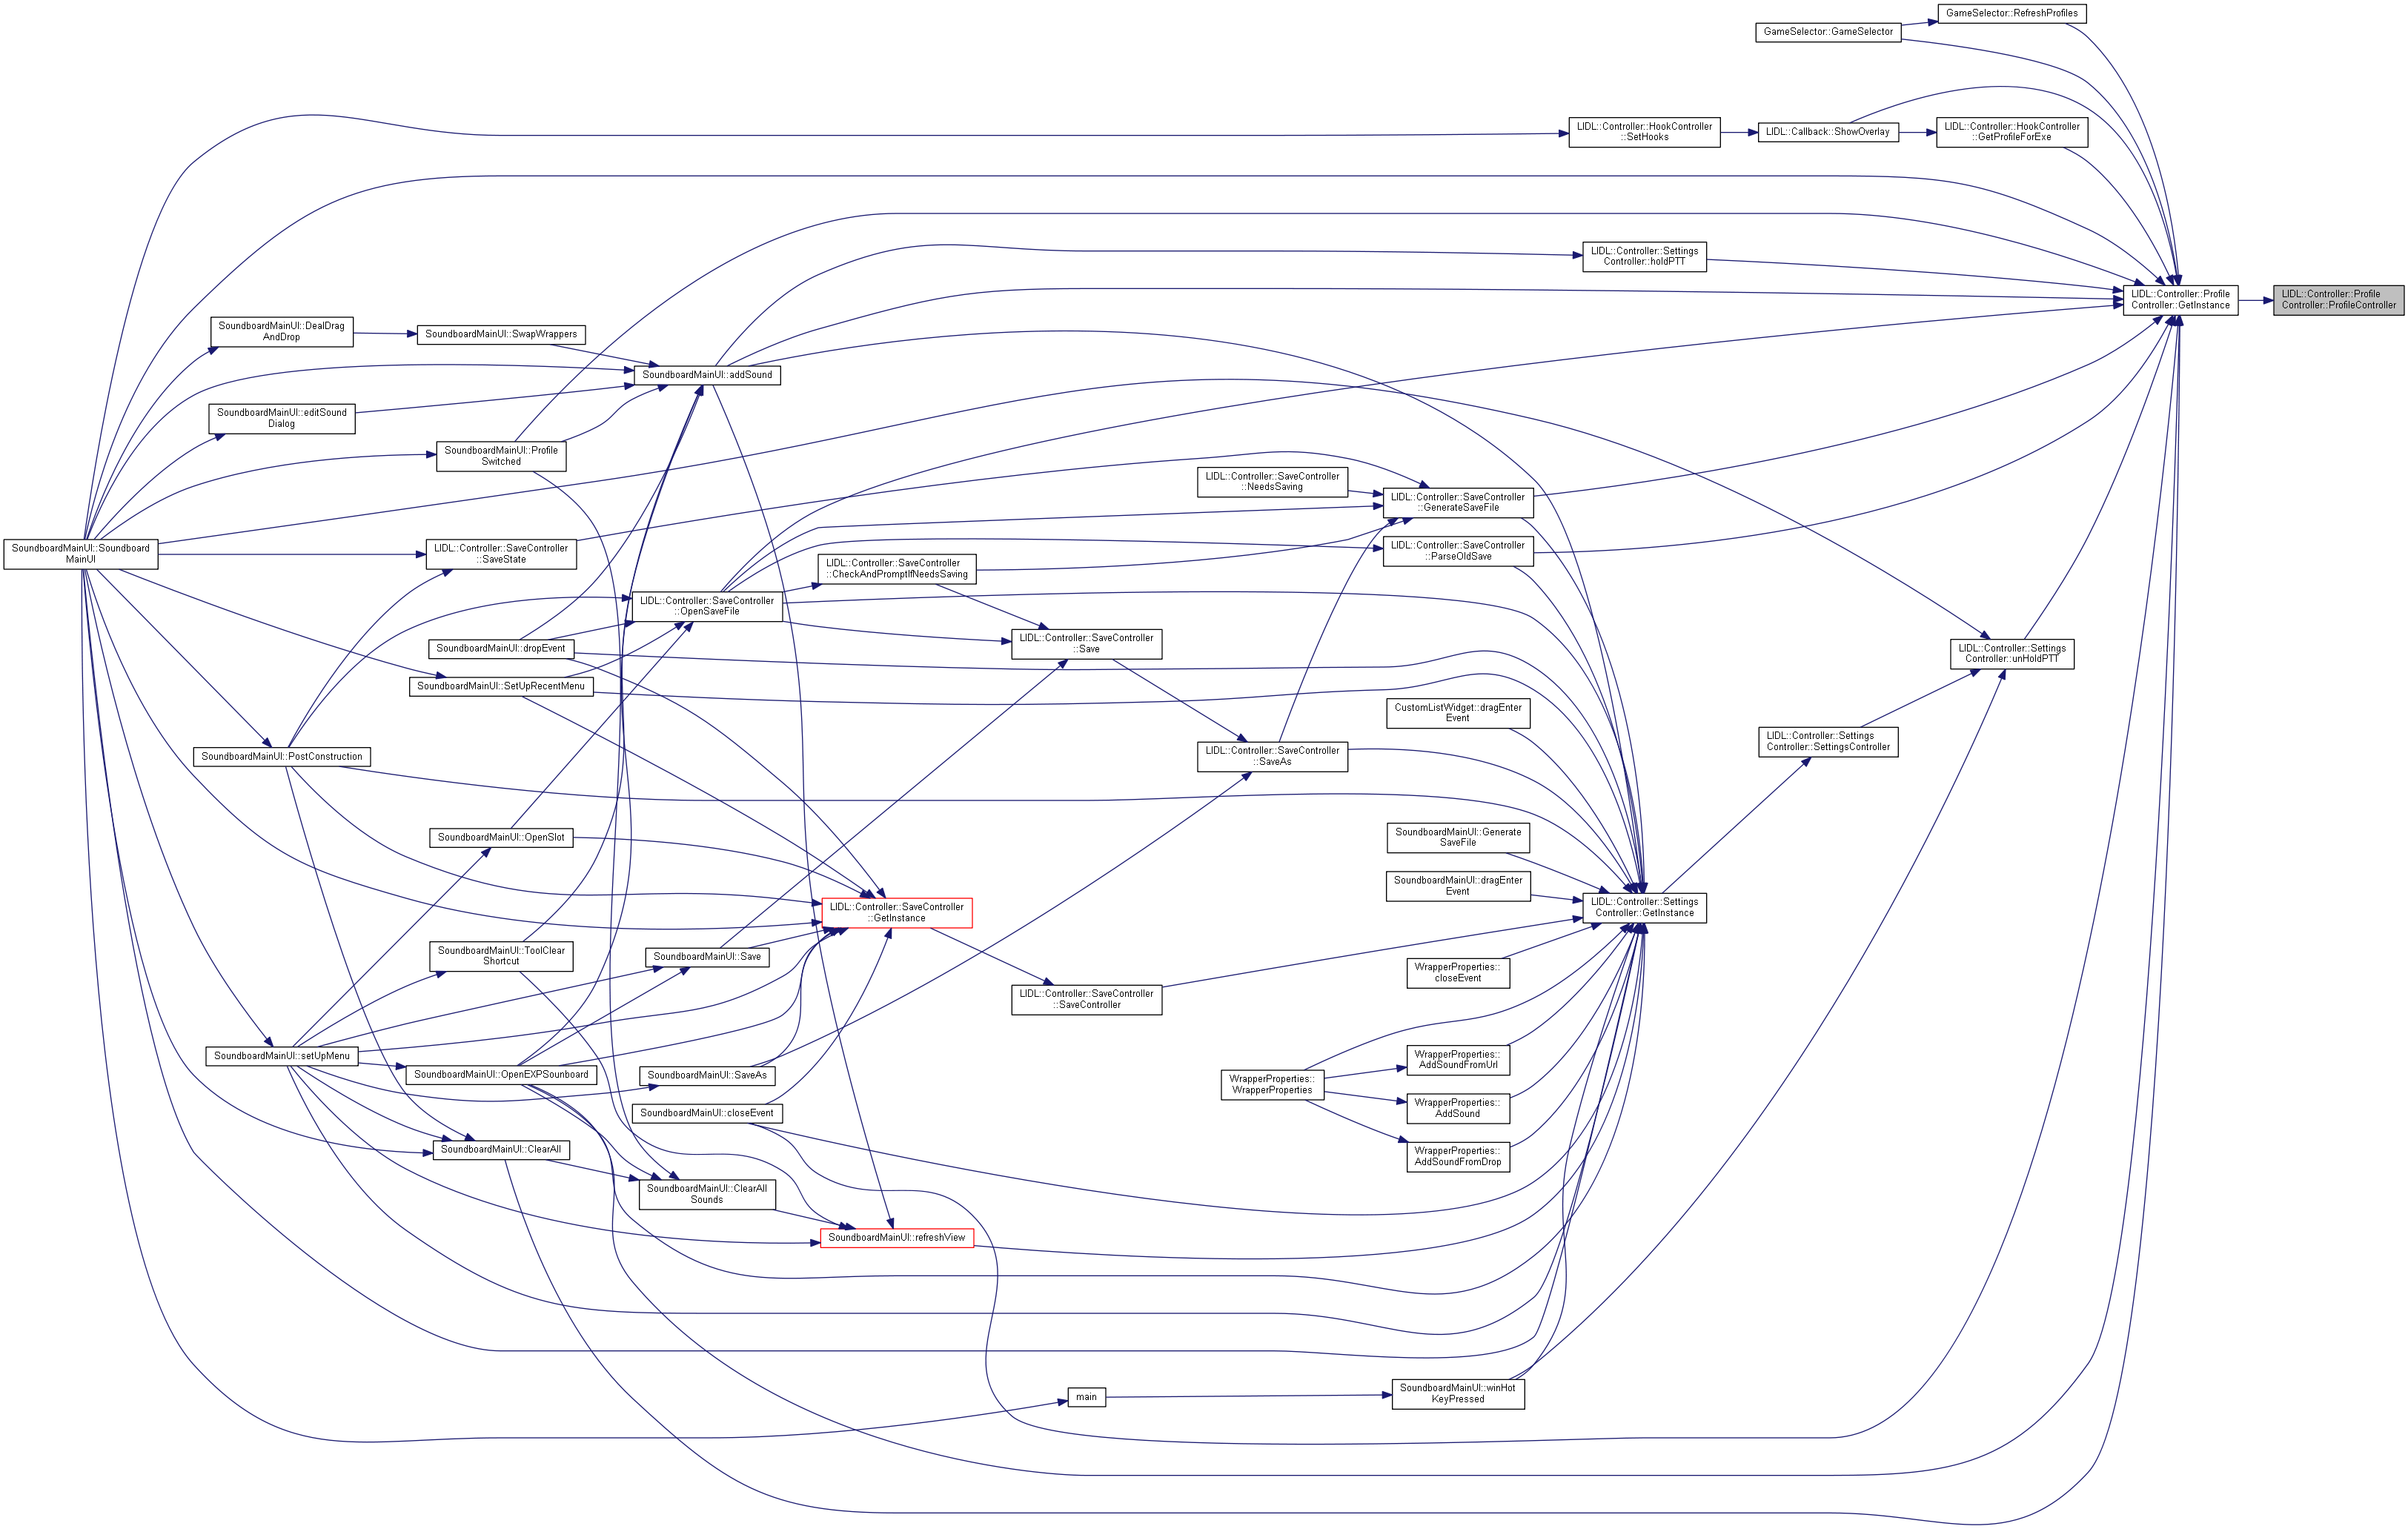 GameSelector::RefreshProfiles
GameSelector::GameSelector
LIDL::Controller::HookController
::SetHooks
LIDL::Callback::ShowOverlay
LIDL::Controller::HookController
::GetProfileForExe
LIDL::Controller::Settings
Controller::holdPTT
LIDL::Controller::Profile
Controller::GetInstance
LIDL::Controller::Profile
Controller::ProfileController
SoundboardMainUI::DealDrag
AndDrop
SoundboardMainUI::SwapWrappers
SoundboardMainUI::addSound
SoundboardMainUI::editSound
Dialog
SoundboardMainUI::Profile
Switched
LIDL::Controller::SaveController
::NeedsSaving
LIDL::Controller::SaveController
::GenerateSaveFile
SoundboardMainUI::Soundboard
MainUI
LIDL::Controller::SaveController
::SaveState
LIDL::Controller::SaveController
::ParseOldSave
LIDL::Controller::SaveController
::CheckAndPromptIfNeedsSaving
LIDL::Controller::SaveController
::OpenSaveFile
SoundboardMainUI::dropEvent
LIDL::Controller::SaveController
::Save
LIDL::Controller::Settings
Controller::unHoldPTT
SoundboardMainUI::SetUpRecentMenu
CustomListWidget::dragEnter
Event
LIDL::Controller::Settings
Controller::SettingsController
SoundboardMainUI::PostConstruction
LIDL::Controller::SaveController
::SaveAs
SoundboardMainUI::OpenSlot
SoundboardMainUI::Generate
SaveFile
SoundboardMainUI::dragEnter
Event
LIDL::Controller::SaveController
::GetInstance
LIDL::Controller::Settings
Controller::GetInstance
SoundboardMainUI::ToolClear
Shortcut
SoundboardMainUI::Save
WrapperProperties::
closeEvent
LIDL::Controller::SaveController
::SaveController
SoundboardMainUI::setUpMenu
SoundboardMainUI::OpenEXPSounboard
SoundboardMainUI::SaveAs
WrapperProperties::
AddSoundFromUrl
WrapperProperties::
WrapperProperties
SoundboardMainUI::closeEvent
WrapperProperties::
AddSound
SoundboardMainUI::ClearAll
WrapperProperties::
AddSoundFromDrop
SoundboardMainUI::ClearAll
Sounds
SoundboardMainUI::refreshView
main
SoundboardMainUI::winHot
KeyPressed